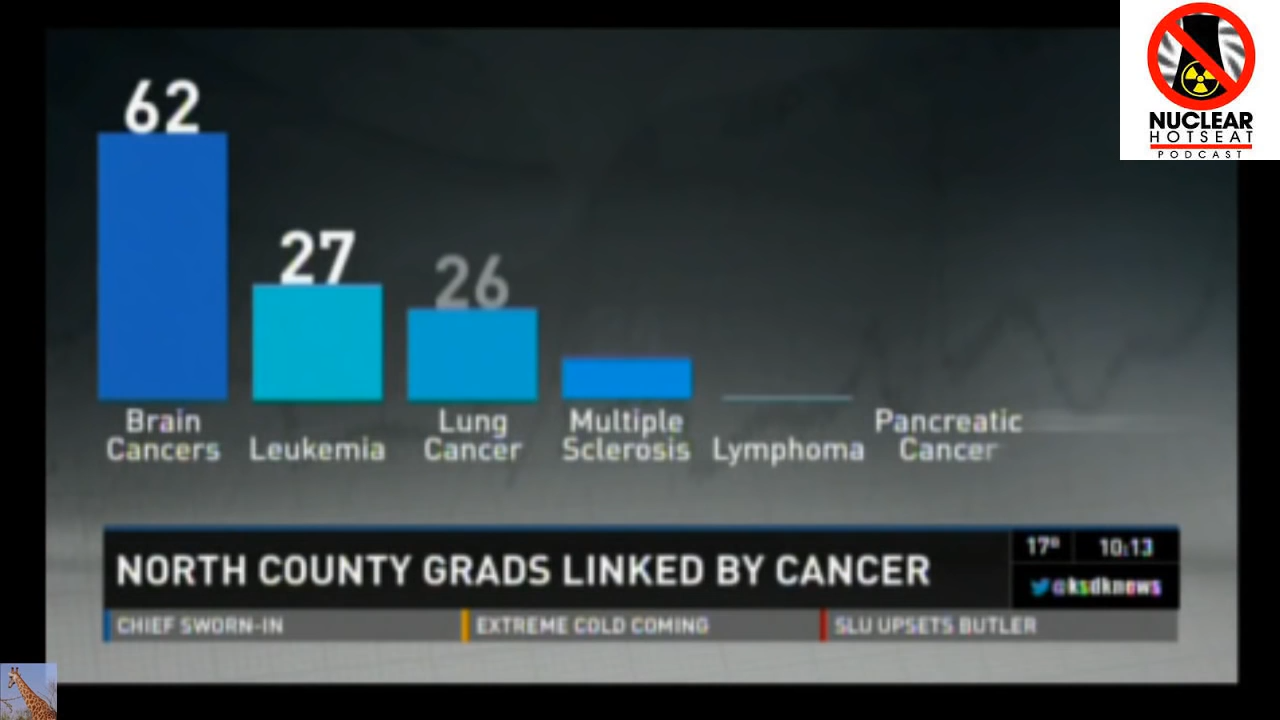 NUCLEAR
HOTSEAT
PODCAST
62
27
26
Brain
Cancers
Leukemia
Lung
Cancer
Multiple
Sclerosis
Lymphoma
Pancreatic
Cancer
NORTH COUNTY GRADS LINKED BY CANCER
17º 10:13
@ksdknews
CHIEF SWORN-IN
EXTREME COLD COMING
SLU UPSETS BUTLER